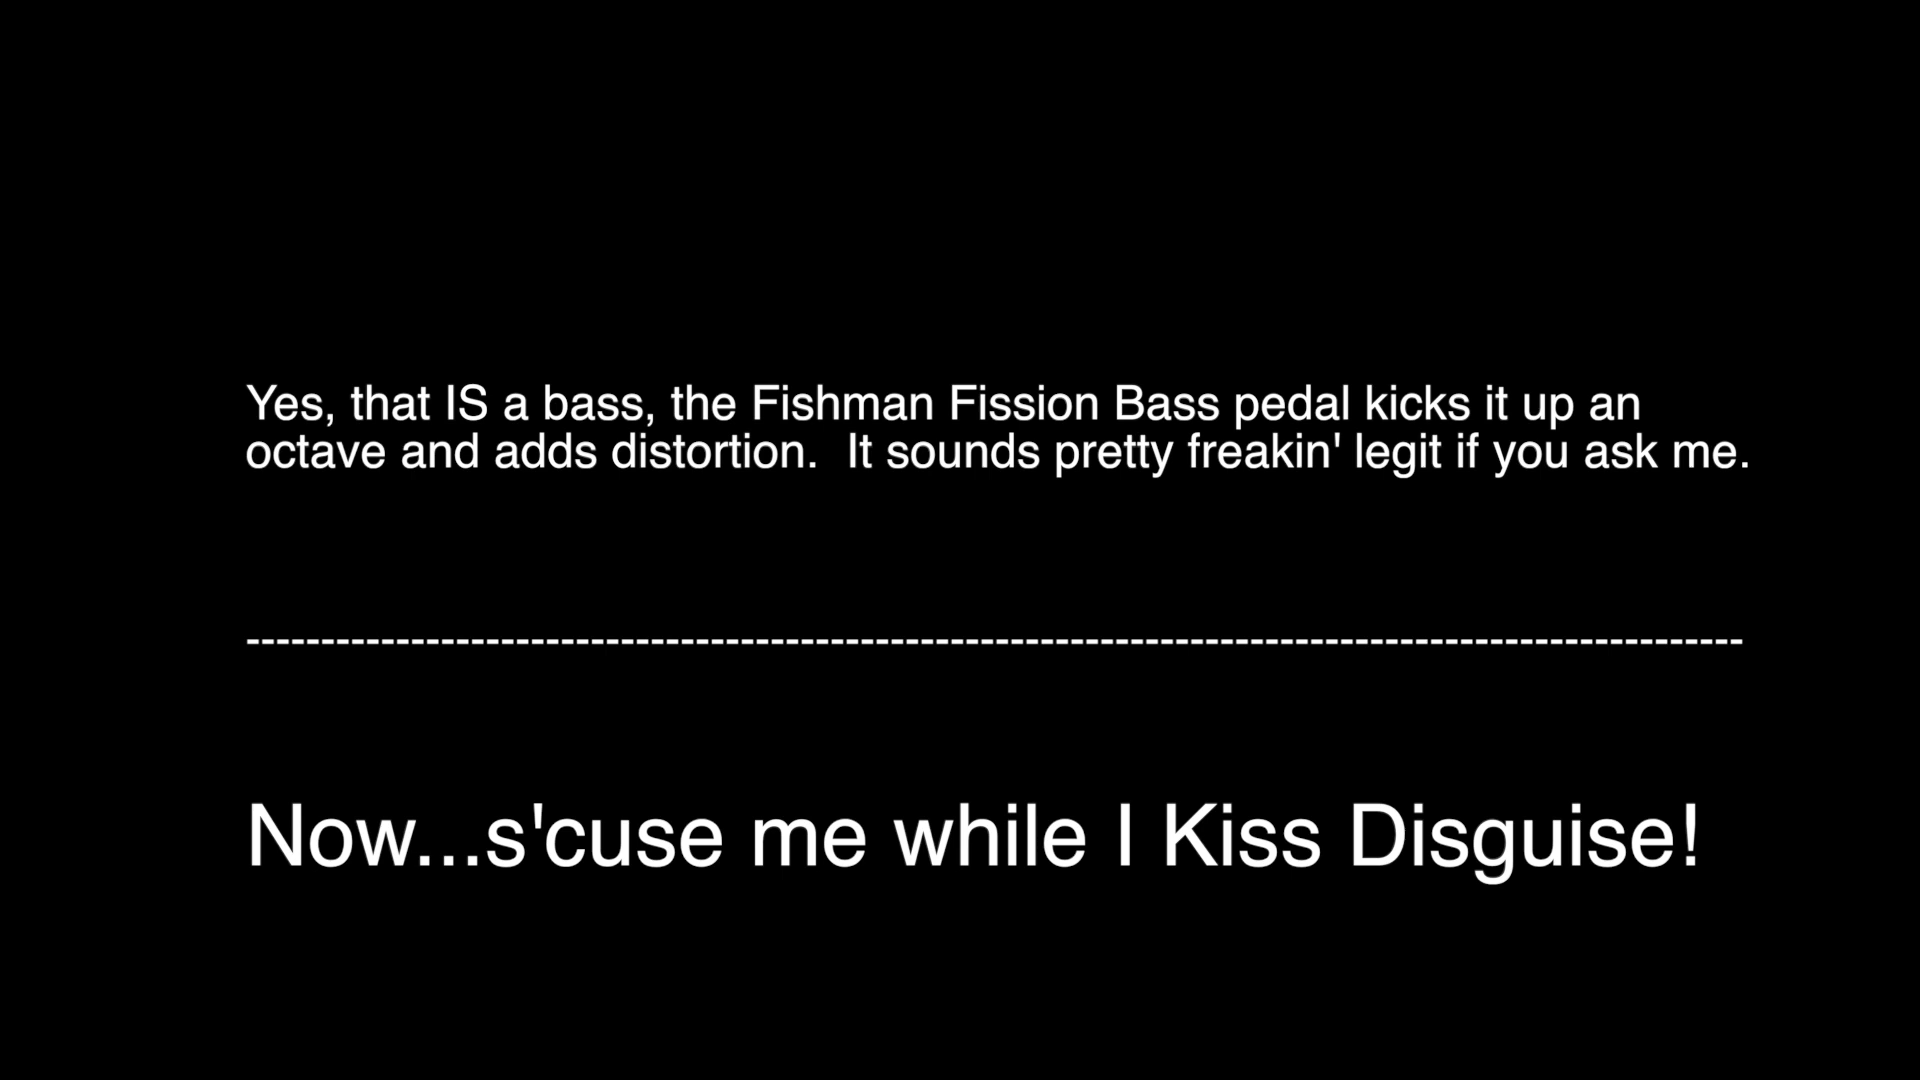 Yes, that IS a bass, the Fishman Fission Bass pedal kicks it up an
octave and adds distortion.  It sounds pretty freakin' legit if you ask me.
----------------------------------------------------------------------------------------------------
Now...s'cuse me while I Kiss Disguise!